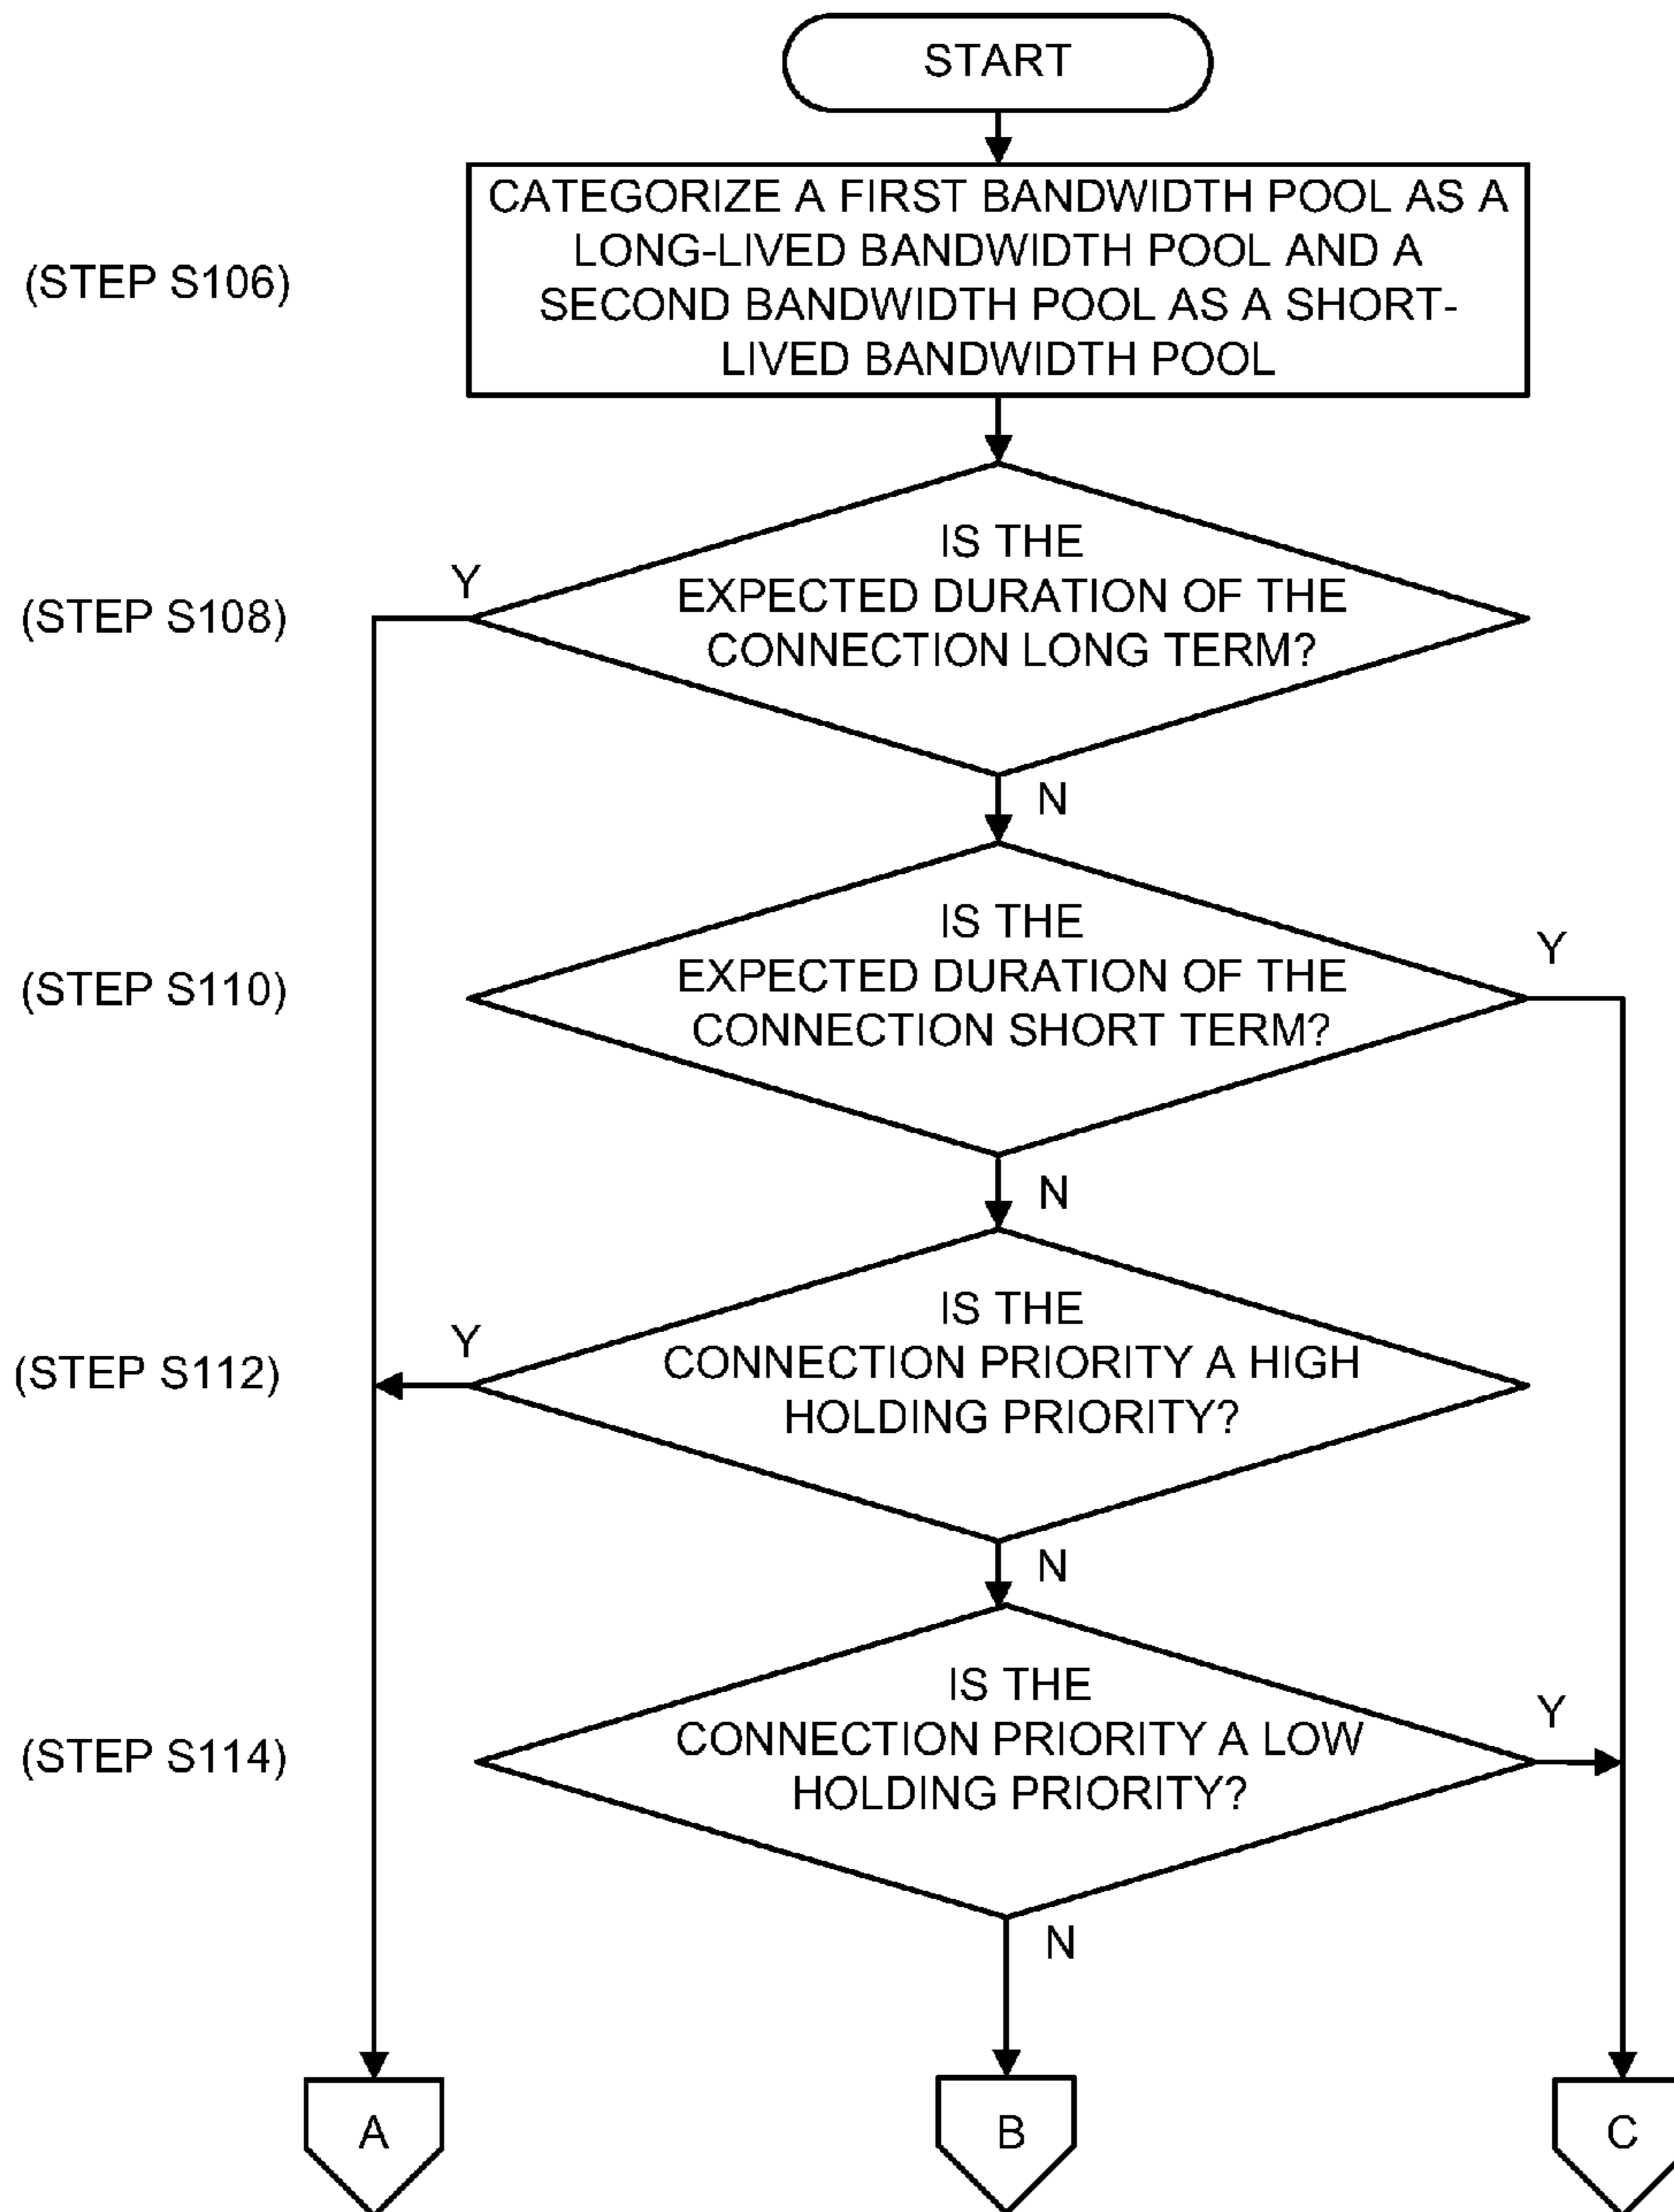 START
(STEP S106)
CATEGORIZE A FIRST BANDWIDTH POOL AS A
LONG-LIVED BANDWIDTH POOL AND A
SECOND BANDWIDTH POOL AS A SHORT-
LIVED BANDWIDTH POOL
(STEP S108)
Y
IS THE
EXPECTED DURATION OF THE
CONNECTION LONG TERM?
N
(STEP S110)
IS THE
EXPECTED DURATION OF THE
CONNECTION SHORT TERM?
Y
N
(STEP S112)
Y
IS THE
CONNECTION PRIORITY A HIGH
HOLDING PRIORITY?
N
(STEP S114)
IS THE
CONNECTION PRIORITY A LOW
HOLDING PRIORITY?
Y
N
A
B
C